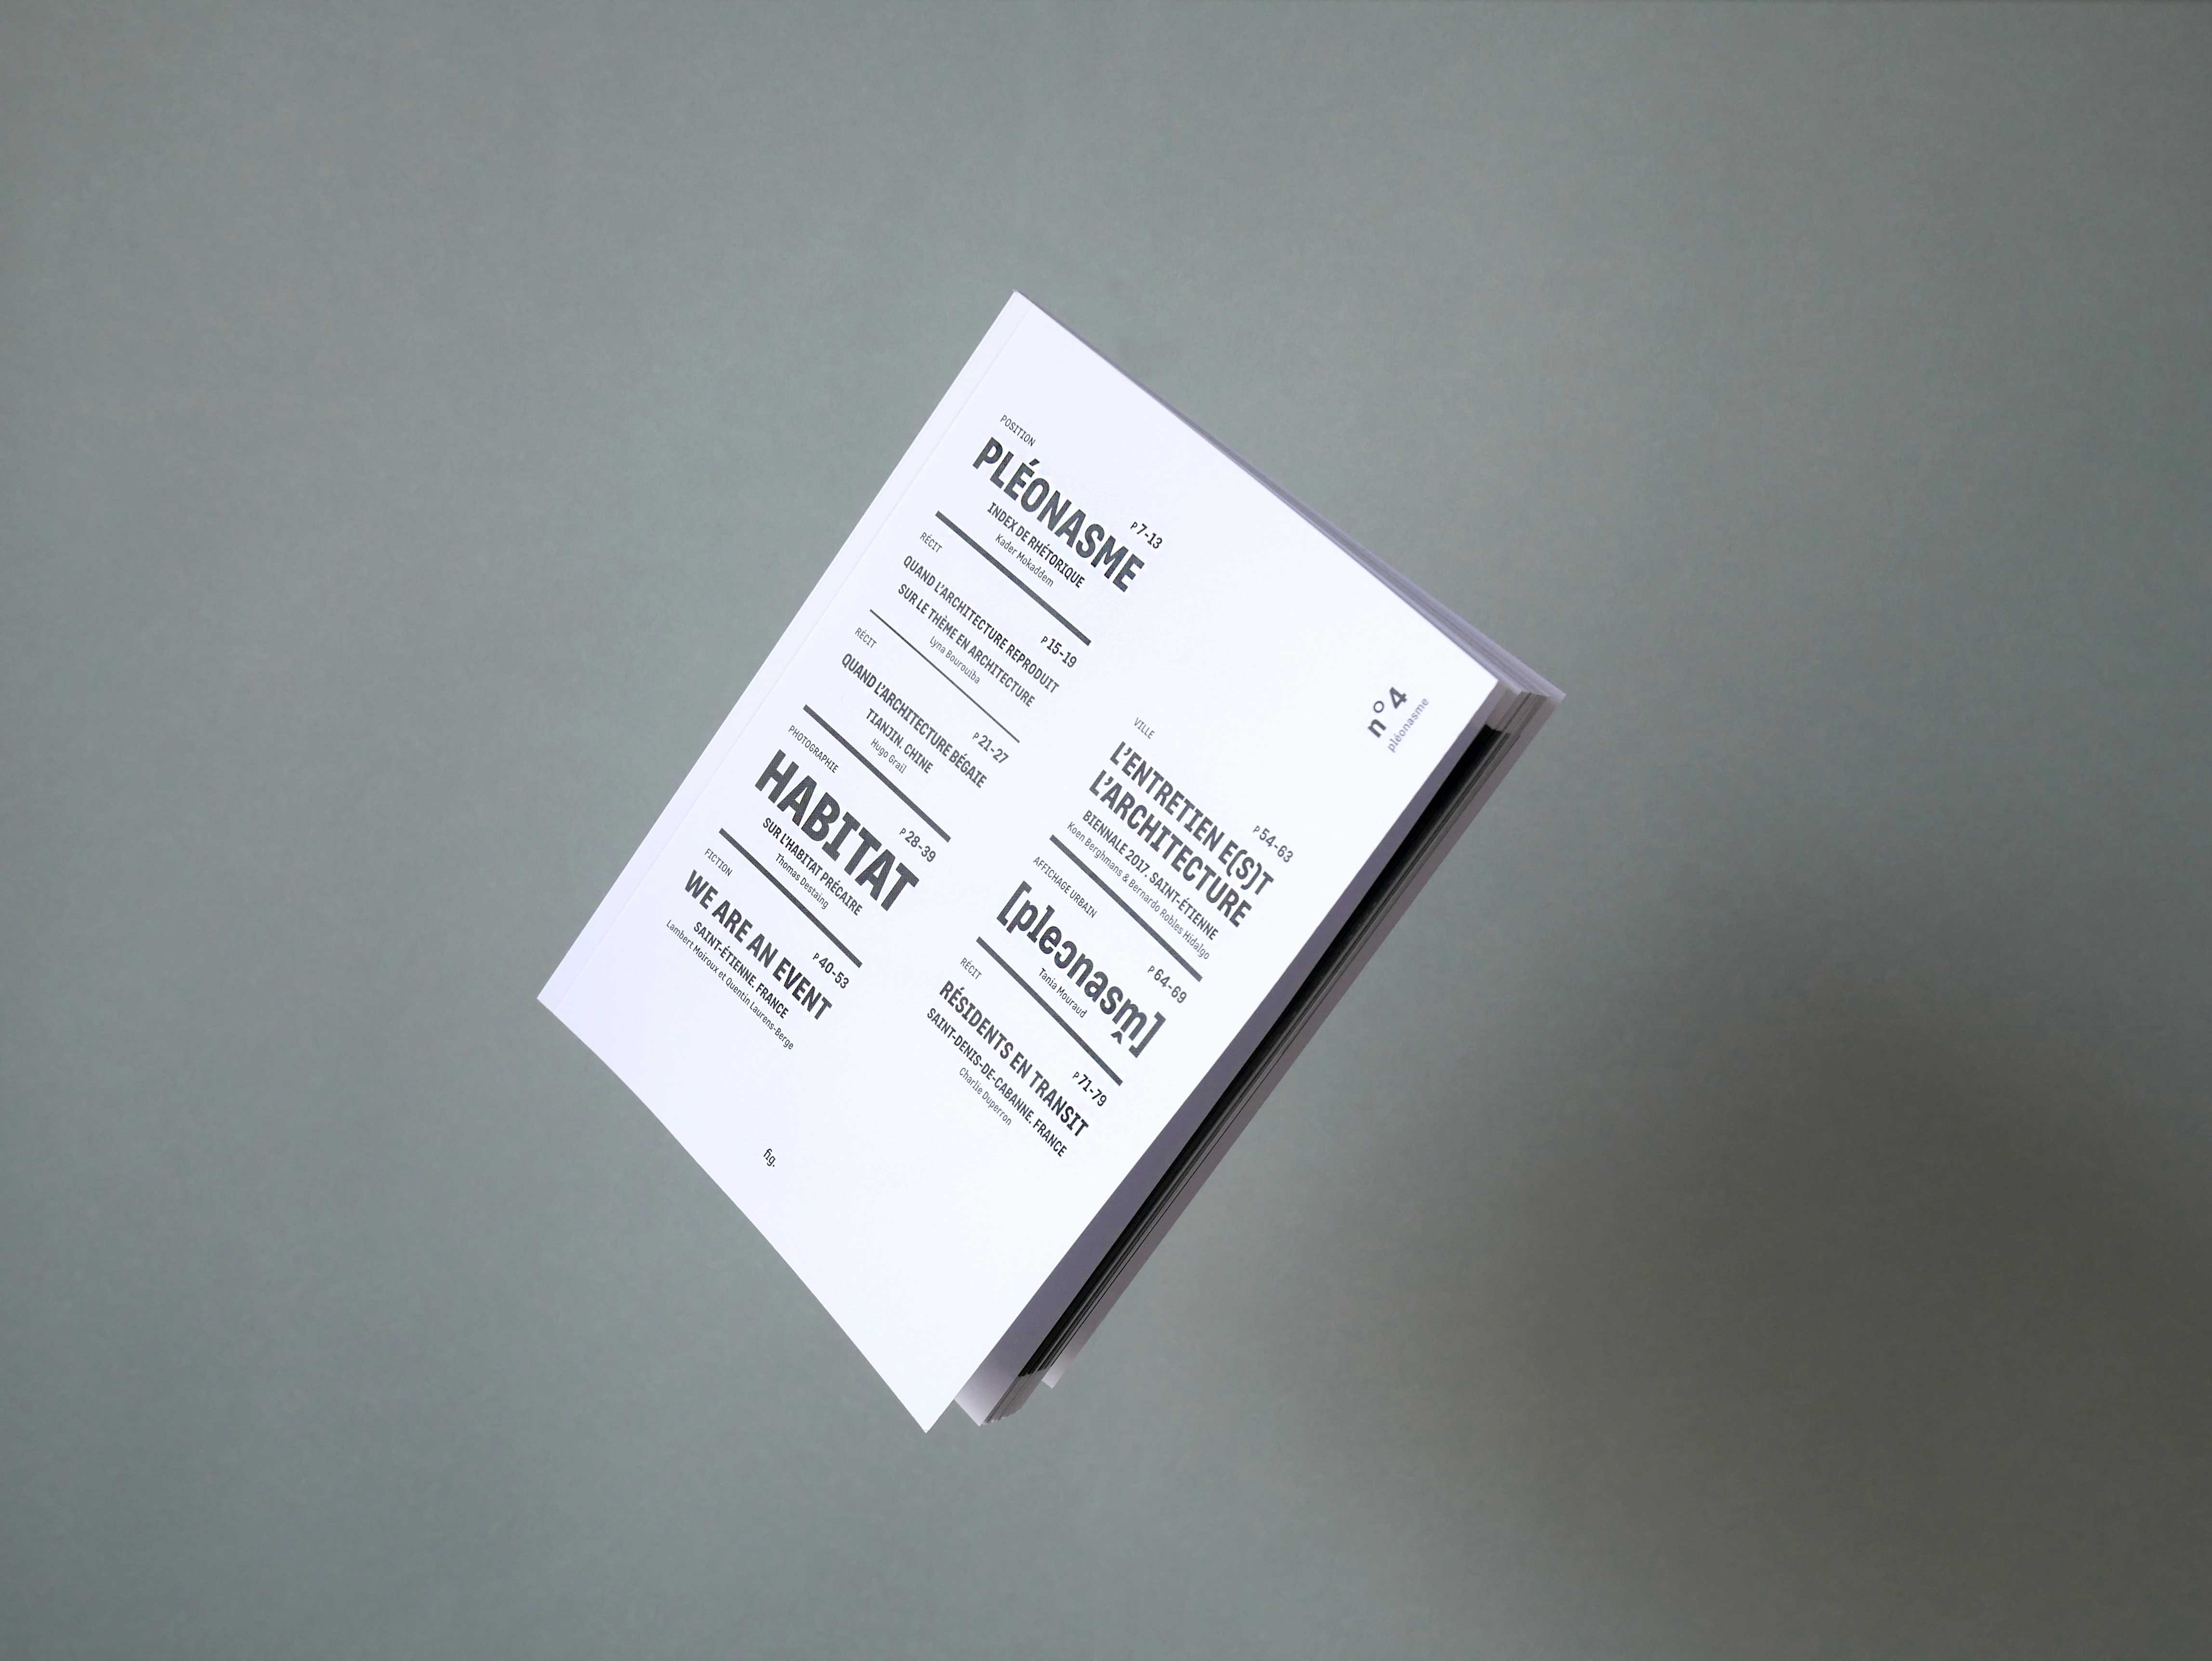 POSITION
P 7-13
PLÉONASME
INDEX DE RHÉTORIQUE
Kader Mokaddem
RÉCIT
P 15-19
QUAND L'ARCHITECTURE REPRODUIT
SUR LE THÈME EN ARCHITECTURE
Lyna Bourouiba
RÉCIT
P 21-27
QUAND L'ARCHITECTURE BÉGAIE
TIANJIN. CHINE
Hugo Grail
PHOTOGRAPHIE
P 28-39
HABITAT
SUR L'HABITAT PRÉCAIRE
Thomas Destaing
FICTION
P 40-53
WE ARE AN EVENT
SAINT-ÉTIENNE. FRANCE
Lambert Moiroux et Quentin Laurens-Berge
n°4
pléonasme
VILLE
P 54-63
L'ENTRETIEN E(S)T
L'ARCHITECTURE
BIENNALE 2017. SAINT-ÉTIENNE
Koen Berghmans & Bernardo Robles Hidalgo
AFFICHAGE URBAIN
P 64-69
[pleɔnasm̬]
Tania Mouraud
RÉCIT
P 71-79
RÉSIDENTS EN TRANSIT
SAINT-DENIS-DE-CABANNE. FRANCE
Charlie Duperron
fig.